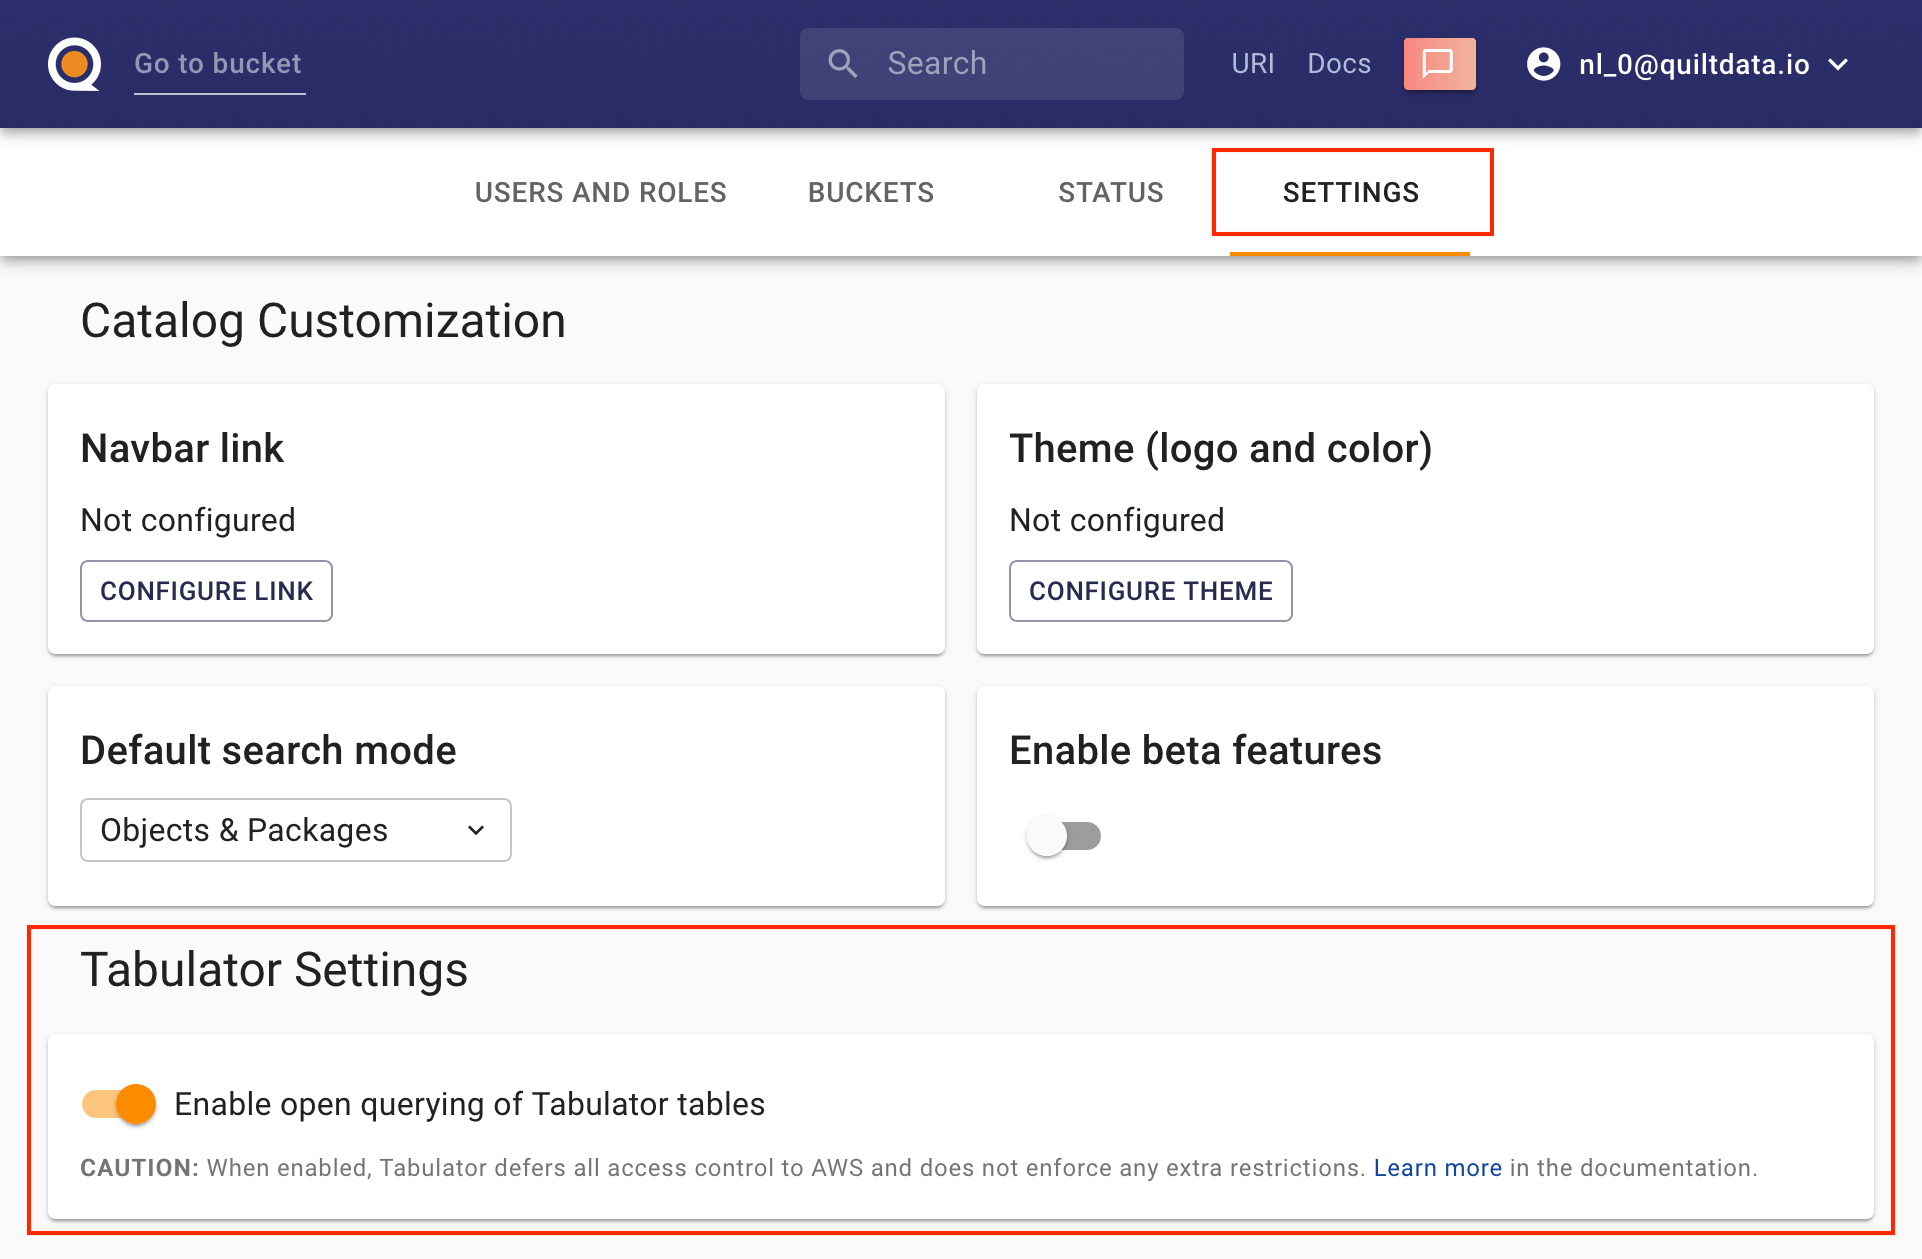 Go to bucket
Search
URI
Docs
nl_0@quiltdata.io
USERS AND ROLES
BUCKETS
STATUS
SETTINGS
Catalog Customization
Navbar link
Not configured
CONFIGURE LINK
Theme (logo and color)
Not configured
CONFIGURE THEME
Default search mode
Objects & Packages
Enable beta features
Tabulator Settings
Enable open querying of Tabulator tables
CAUTION: When enabled, Tabulator defers all access control to AWS and does not enforce any extra restrictions. Learn more in the documentation.